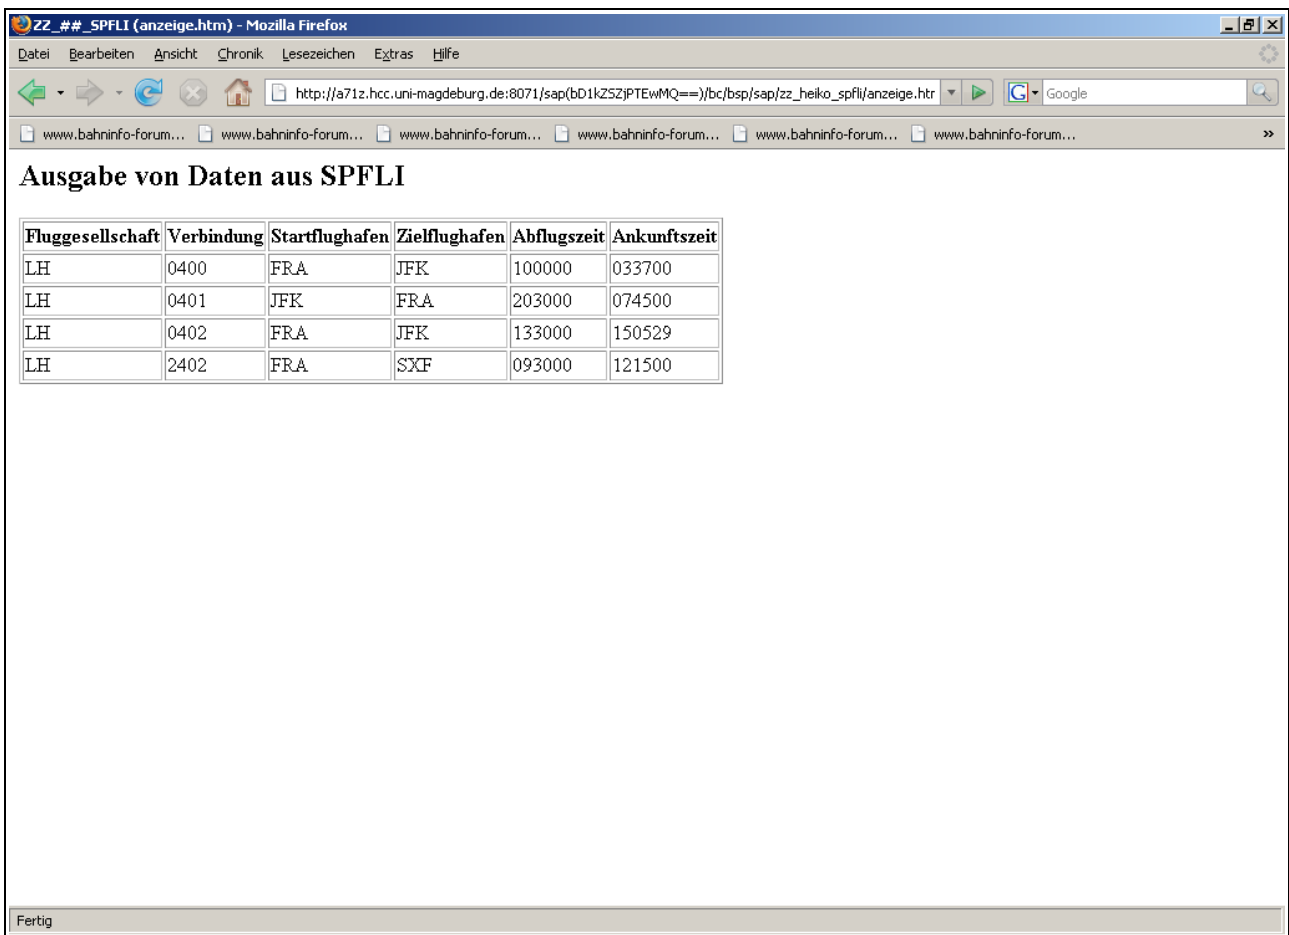 ZZ_##_SPFLI (anzeige.htm) - Mozilla Firefox
Datei Bearbeiten Ansicht Chronik Lesezeichen Extras Hilfe
http://a71z.hcc.uni-magdeburg.de:8071/sap(bD1kZSZjPTEwMQ==)/bc/bsp/sap/zz_heiko_spfli/anzeige.htr G Google
www.bahninfo-forum... www.bahninfo-forum... www.bahninfo-forum... www.bahninfo-forum... www.bahninfo-forum... www.bahninfo-forum... »
Ausgabe von Daten aus SPFLI
Fluggesellschaft Verbindung Startflughafen Zielflughafen Abflugszeit Ankunftszeit
LH 0400 FRA JFK 100000 033700
LH 0401 JFK FRA 203000 074500
LH 0402 FRA JFK 133000 150529
LH 2402 FRA SXF 093000 121500
Fertig